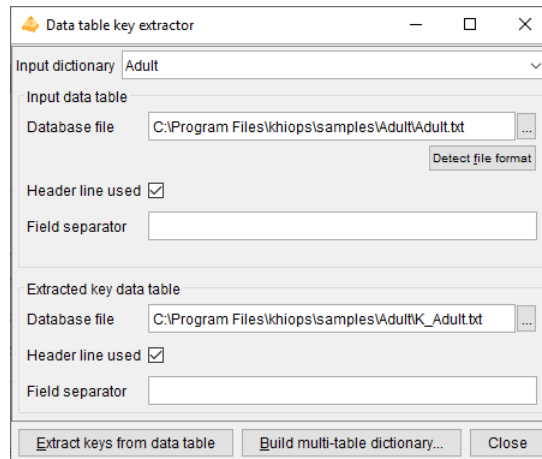 Data table key extractor
Input dictionary Adult
Input data table
Database file C:\Program Files\khiops\samples\Adult\Adult.txt ...
Detect file format
Header line used
Field separator
Extracted key data table
Database file C:\Program Files\khiops\samples\Adult\K_Adult.txt ...
Header line used
Field separator
Extract keys from data table Build multi-table dictionary... Close